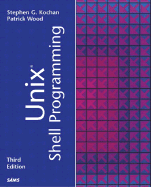 Stephen G. Kochan
Patrick Wood
Unix®
Shell Programming
Third
Edition
SAMS